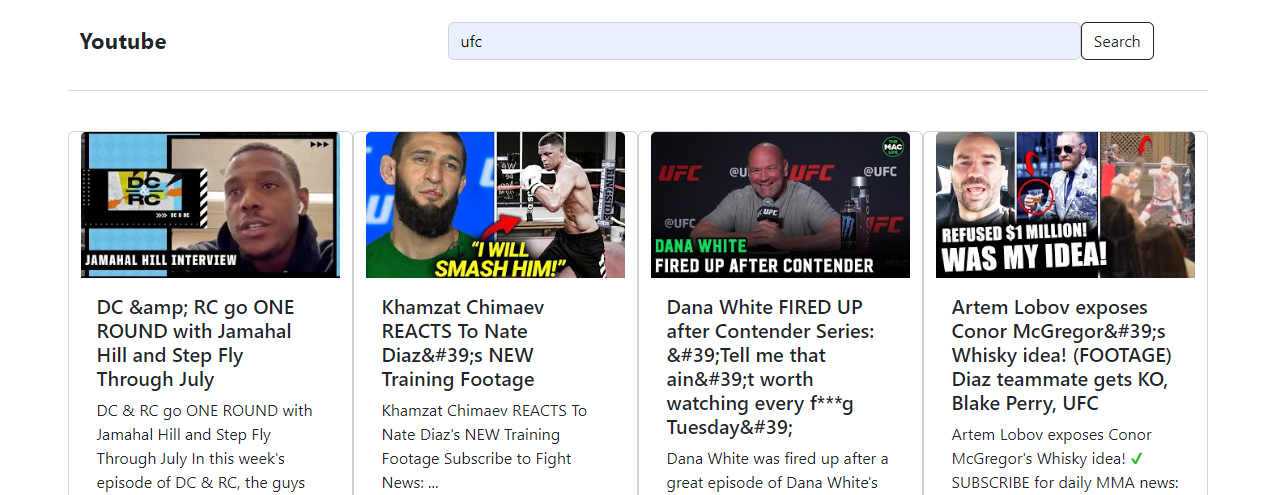 Youtube
ufc
Search
DC
&
RC
DC & RC
JAMAHAL HILL INTERVIEW
"I WILL
SMASH HIM!"
UFC
@UFC
UFC
@UFC
THE
MAC
LIFE
@UFC
UFC
UFC
DANA WHITE
FIRED UP AFTER CONTENDER
REFUSED $1 MILLION!
WAS MY IDEA!
DC &amp; RC go ONE
ROUND with Jamahal
Hill and Step Fly
Through July
DC & RC go ONE ROUND with
Jamahal Hill and Step Fly
Through July In this week's
episode of DC & RC, the guys
Khamzat Chimaev
REACTS To Nate
Diaz&#39;s NEW
Training Footage
Khamzat Chimaev REACTS To
Nate Diaz's NEW Training
Footage Subscribe to Fight
News: ...
Dana White FIRED UP
after Contender Series:
&#39;Tell me that
ain&#39;t worth
watching every f***g
Tuesday&#39;
Dana White was fired up after a
great episode of Dana White's
Artem Lobov exposes
Conor McGregor&#39;s
Whisky idea! (FOOTAGE)
Diaz teammate gets KO,
Blake Perry, UFC
Artem Lobov exposes Conor
McGregor's Whisky idea! ✔
SUBSCRIBE for daily MMA news: